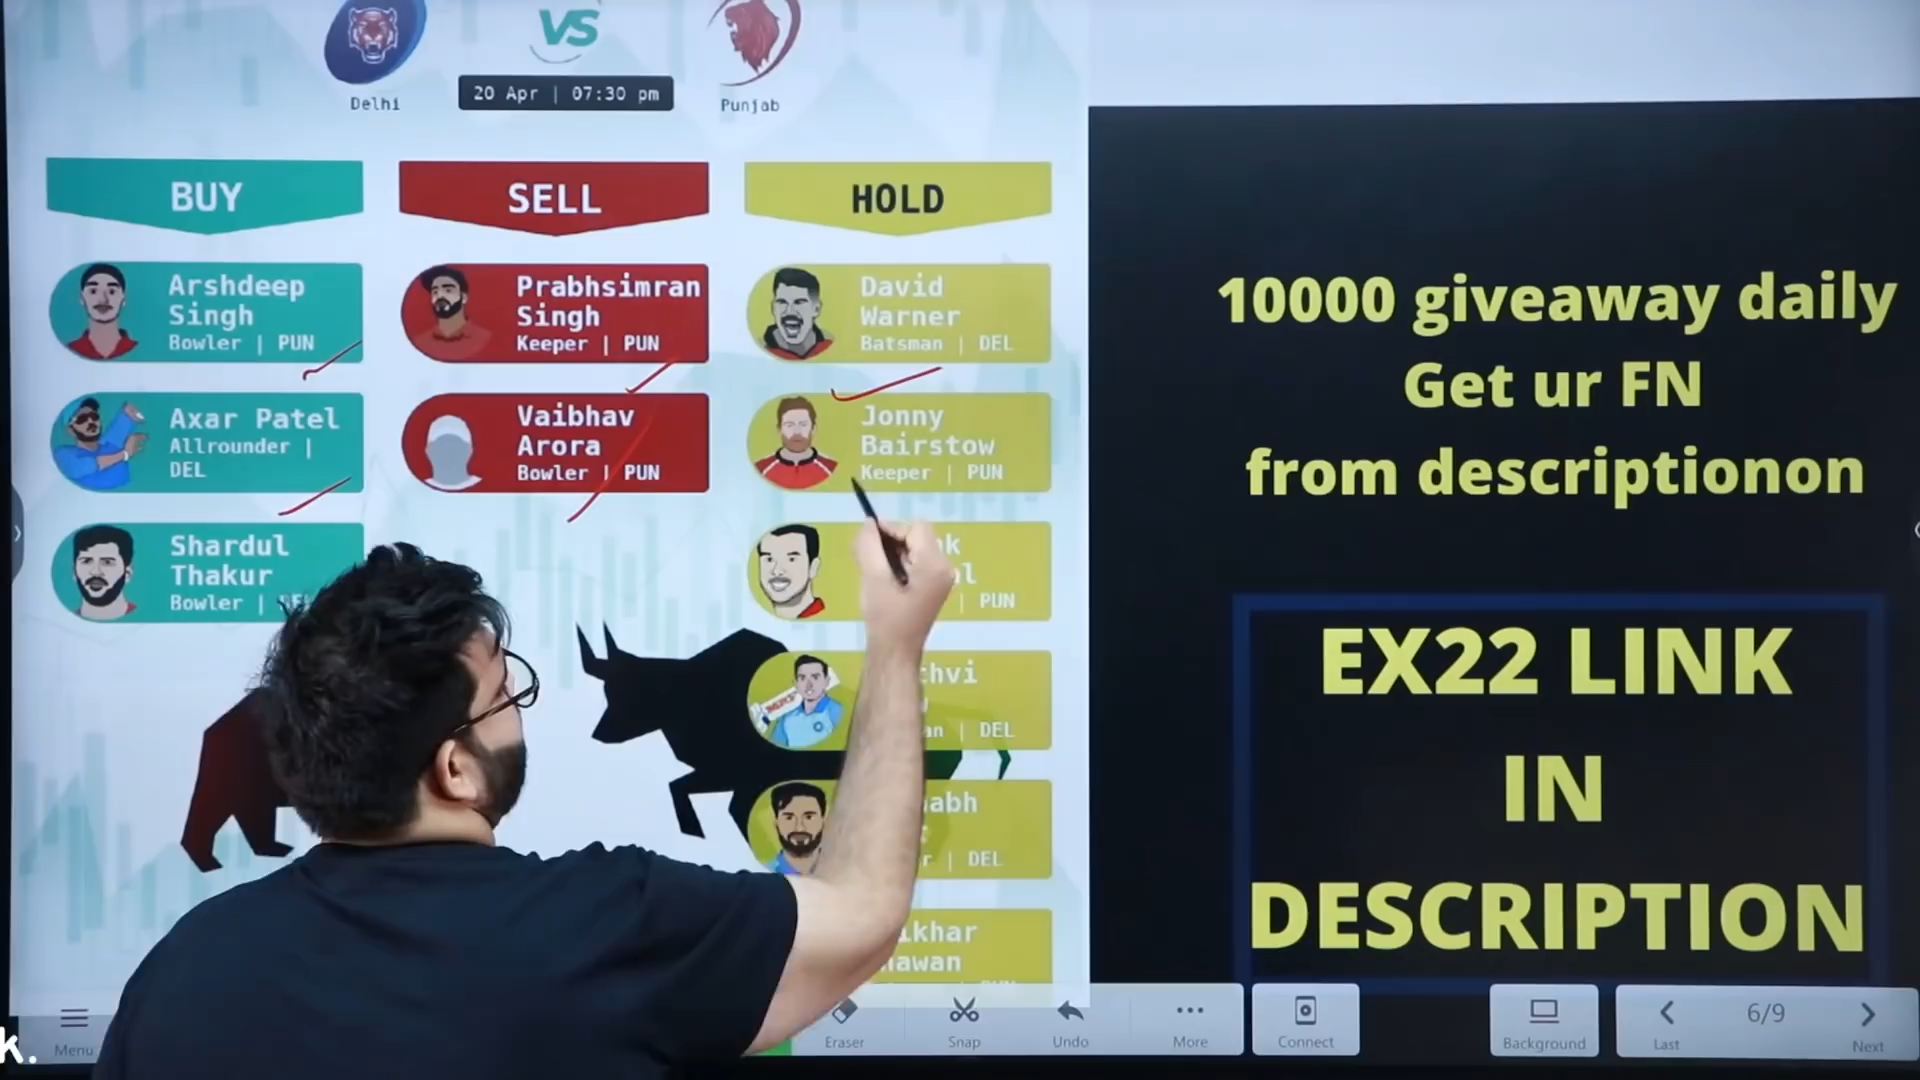 VS
Delhi
20 Apr | 07:30 pm
Punjab
BUY
SELL
HOLD
Arshdeep
Singh
Bowler | PUN
Axar Patel
Allrounder |
DEL
Shardul
Thakur
Bowler |
Prabhsimran
Singh
Keeper | PUN
Vaibhav
Arora
Bowler | PUN
David
Warner
Batsman | DEL
Jonny
Bairstow
Keeper | PUN
| PUN
| DEL
| DEL
10000 giveaway daily
Get ur FN
from descriptionon
EX22 LINK
IN
DESCRIPTION
k.
Menu
Eraser
Snap
Undo
More
Connect
Background
Last
6/9
Next